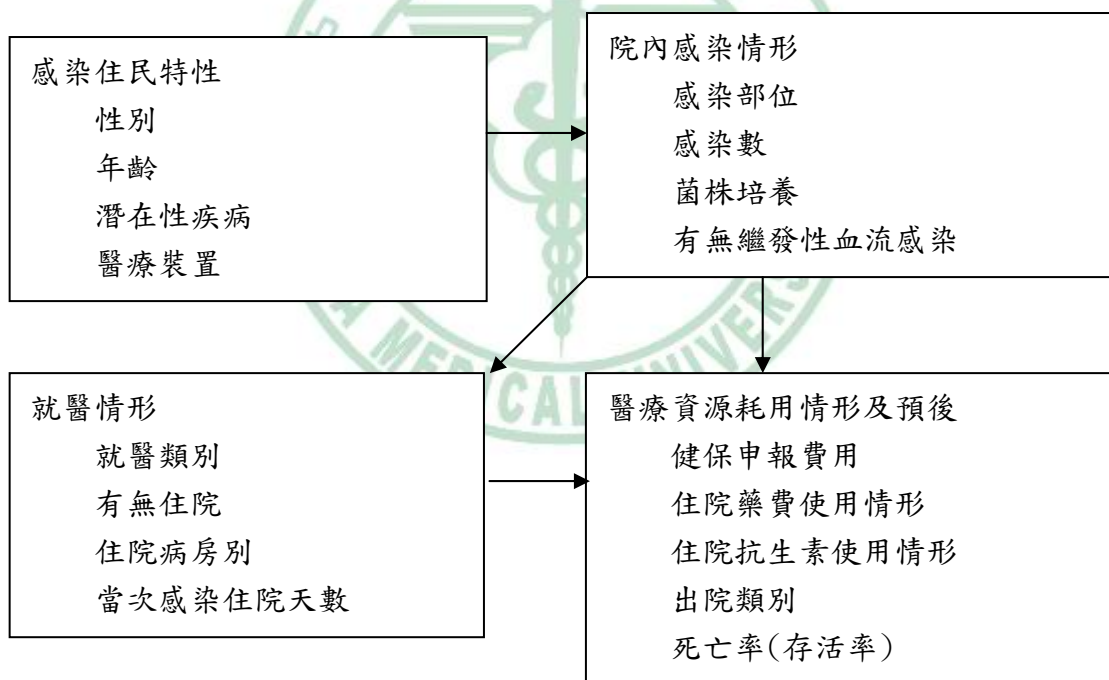 感染住民特性
性別
年齡
潛在性疾病
醫療裝置
院內感染情形
感染部位
感染數
菌株培養
有無繼發性血流感染
就醫情形
就醫類別
有無住院
住院病房別
當次感染住院天數
醫療資源耗用情形及預後
健保申報費用
住院藥費使用情形
住院抗生素使用情形
出院類別
死亡率(存活率)